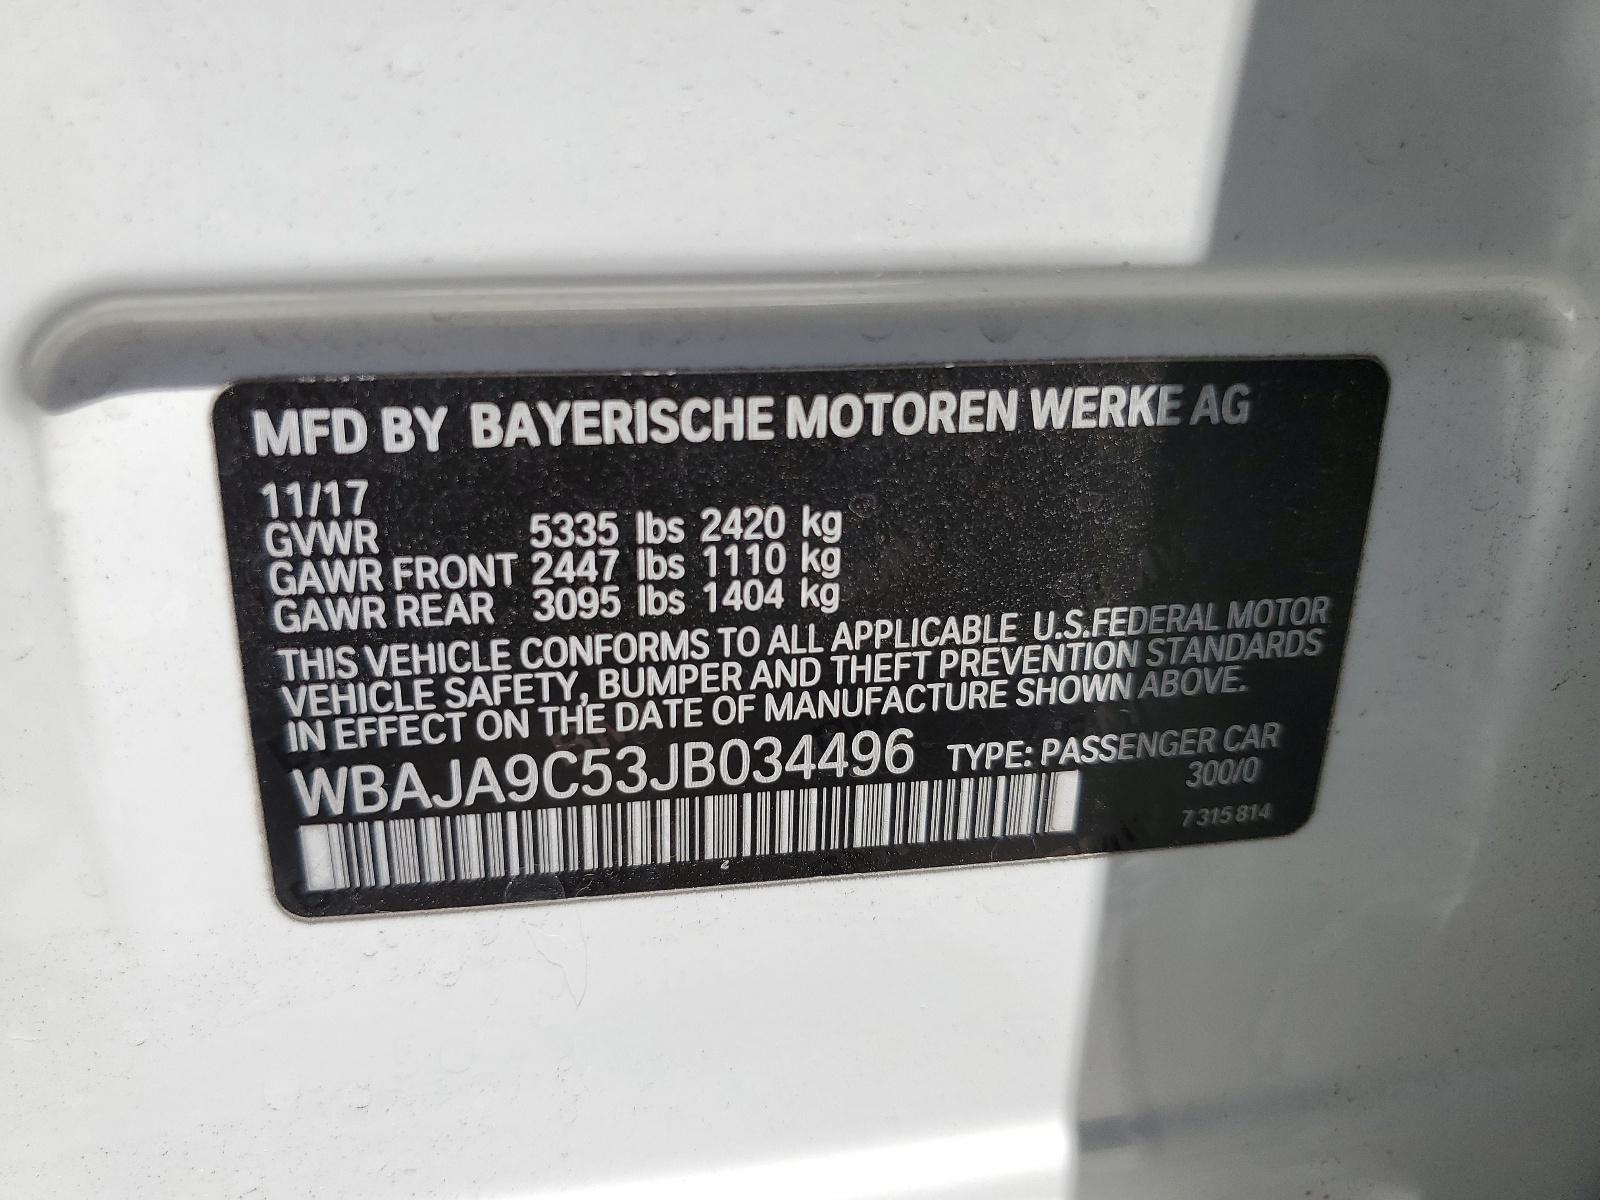 MFD BY BAYERISCHE MOTOREN WERKE AG
11/17
GVWR 5335 lbs 2420 kg
GAWR FRONT 2447 lbs 1110 kg
GAWR REAR 3095 lbs 1404 kg
THIS VEHICLE CONFORMS TO ALL APPLICABLE U.S.FEDERAL MOTOR
VEHICLE SAFETY, BUMPER AND THEFT PREVENTION STANDARDS
IN EFFECT ON THE DATE OF MANUFACTURE SHOWN ABOVE.
WBAJA9C53JB034496 TYPE: PASSENGER CAR
300/0
7 315 814
2